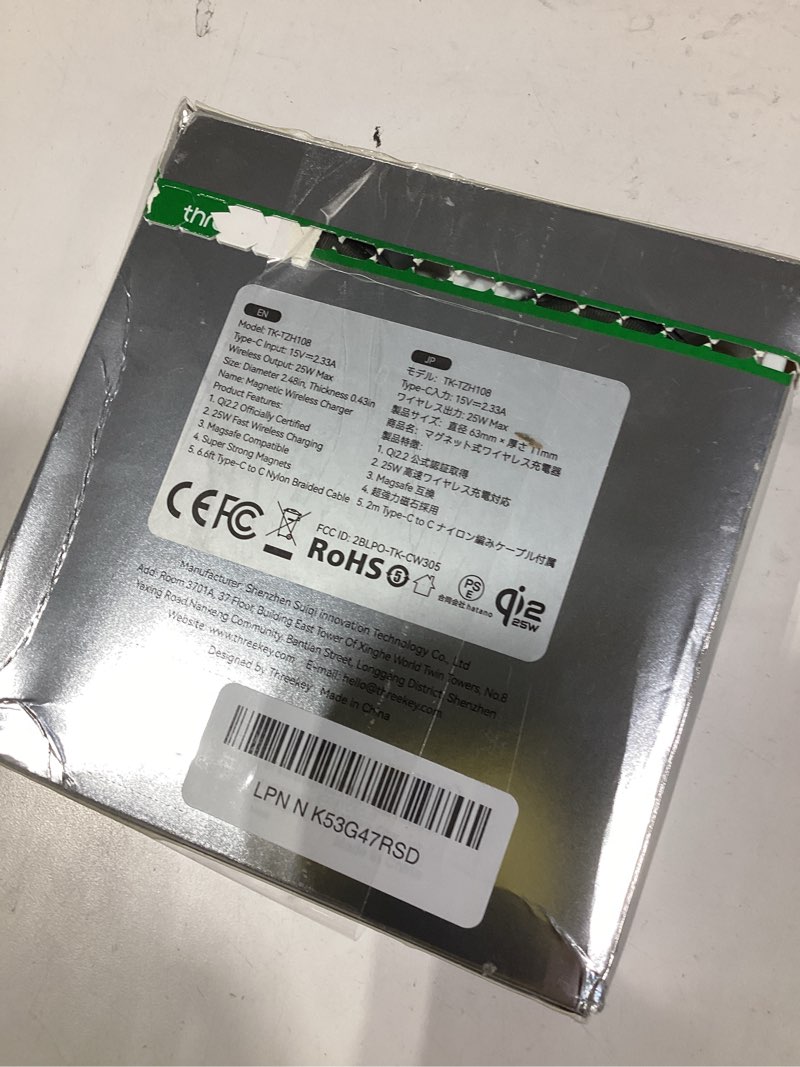 thr
EN
Model: TK-TZH108
Type-C Input: 15V⎓2.33A
Wireless Output: 25W Max
Size: Diameter 2.48in, Thickness 0.43in
Name: Magnetic Wireless Charger
Product Features:
1. Qi2.2 Officially Certified
2. 25W Fast Wireless Charging
3. Magsafe Compatible
4. Super Strong Magnets
5. 6.6ft Type-C to C Nylon Braided Cable
JP
モデル: TK-TZH108
Type-C入力: 15V⎓2.33A
ワイヤレス出力: 25W Max
製品サイズ: 直径 63mm × 厚さ 11mm
商品名: マグネット式ワイヤレス充電器
製品特徴:
1. Qi2.2 公式認証取得
2. 25W 高速ワイヤレス充電対応
3. Magsafe 互換
4. 超強力磁石採用
5. 2m Type-C to C ナイロン編みケーブル付属
CE FC
FCC ID: 2BLPO-TK-CW305
RoHS
5
PS E
合同会社 hatano
qi2
25W
Manufacturer: Shenzhen Suiqi Innovation Technology Co., Ltd
Add: Room 3701A, 37 Floor, Building East Tower Of Xinghe World Twin Towers, No.8
Yaxing Road,Nankeng Community, Bantian Street, Longgang District, Shenzhen
Website: www.threekey.com E-mail: hello@threekey.com
Designed by Threekey Made in China
LPN N K53G47RSD